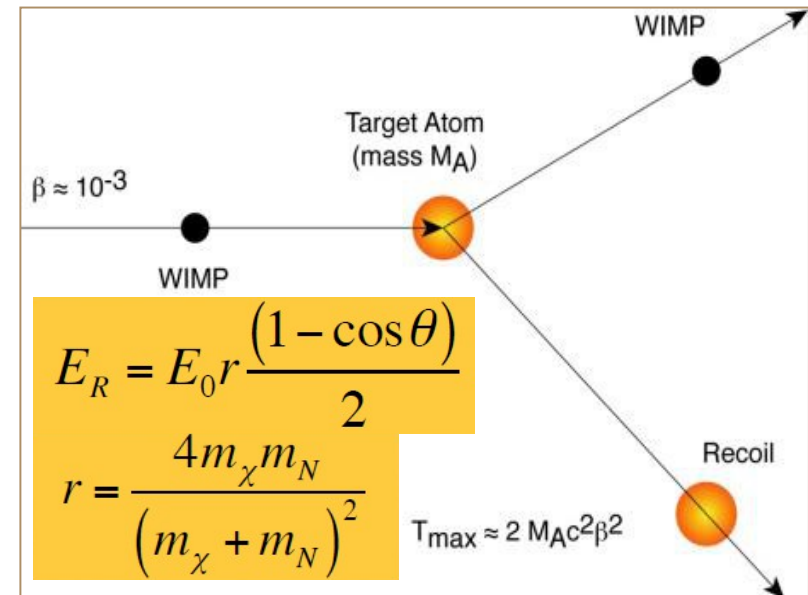 WIMP
Target Atom
(mass M_A)
β ≈ 10^-3
WIMP
E_R = E_0 r (1 − cos θ) / 2
r = 4m_χ m_N / (m_χ + m_N)^2
Recoil
T_max ≈ 2 M_A c^2 β^2